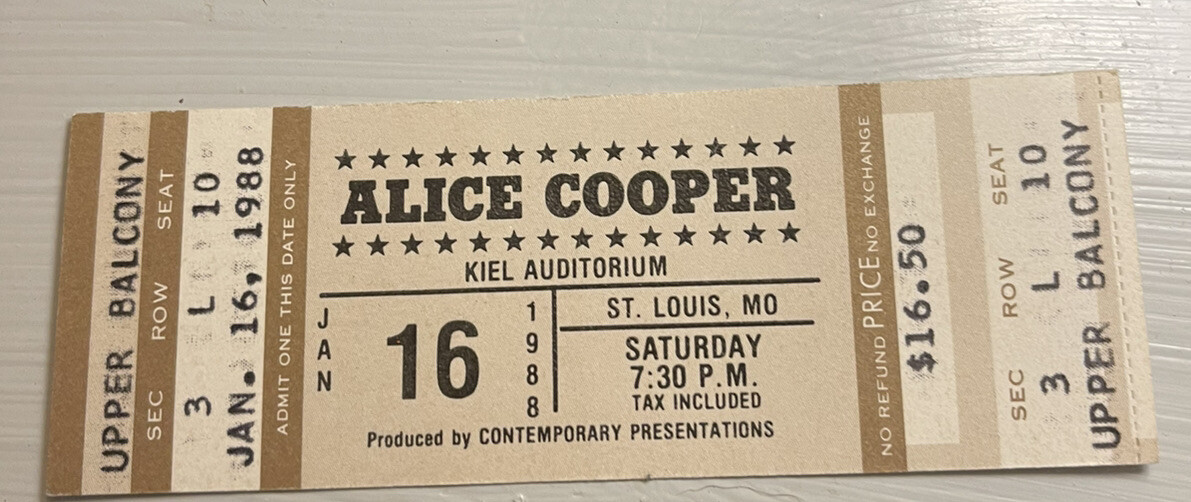 UPPER BALCONY
SEC ROW SEAT
3 L 10
JAN. 16, 1988
ADMIT ONE THIS DATE ONLY
★ ★ ★ ★ ★ ★ ★ ★ ★ ★ ★ ★ ★ ★
ALICE COOPER
★ ★ ★ ★ ★ ★ ★ ★ ★ ★ ★ ★ ★ ★
KIEL AUDITORIUM
JAN
16
1988
ST. LOUIS, MO
SATURDAY
7:30 P.M.
TAX INCLUDED
Produced by CONTEMPORARY PRESENTATIONS
NO REFUND PRICE NO EXCHANGE
$16.50
SEC ROW SEAT
3 L 10
UPPER BALCONY